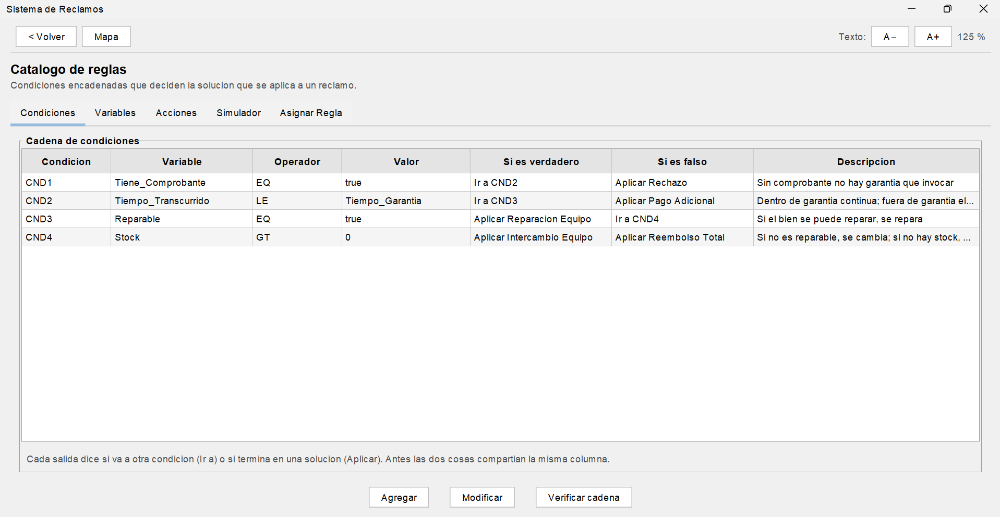 Sistema de Reclamos
< Volver Mapa Texto: A− A+ 125 %
Catalogo de reglas
Condiciones encadenadas que deciden la solucion que se aplica a un reclamo.
Condiciones Variables Acciones Simulador Asignar Regla
Cadena de condiciones
Condicion Variable Operador Valor Si es verdadero Si es falso Descripcion
CND1 Tiene_Comprobante EQ true Ir a CND2 Aplicar Rechazo Sin comprobante no hay garantia que invocar
CND2 Tiempo_Transcurrido LE Tiempo_Garantia Ir a CND3 Aplicar Pago Adicional Dentro de garantia continua; fuera de garantia el...
CND3 Reparable EQ true Aplicar Reparacion Equipo Ir a CND4 Si el bien se puede reparar, se repara
CND4 Stock GT 0 Aplicar Intercambio Equipo Aplicar Reembolso Total Si no es reparable, se cambia; si no hay stock, ...
Cada salida dice si va a otra condicion (Ir a) o si termina en una solucion (Aplicar). Antes las dos cosas compartian la misma columna.
Agregar Modificar Verificar cadena